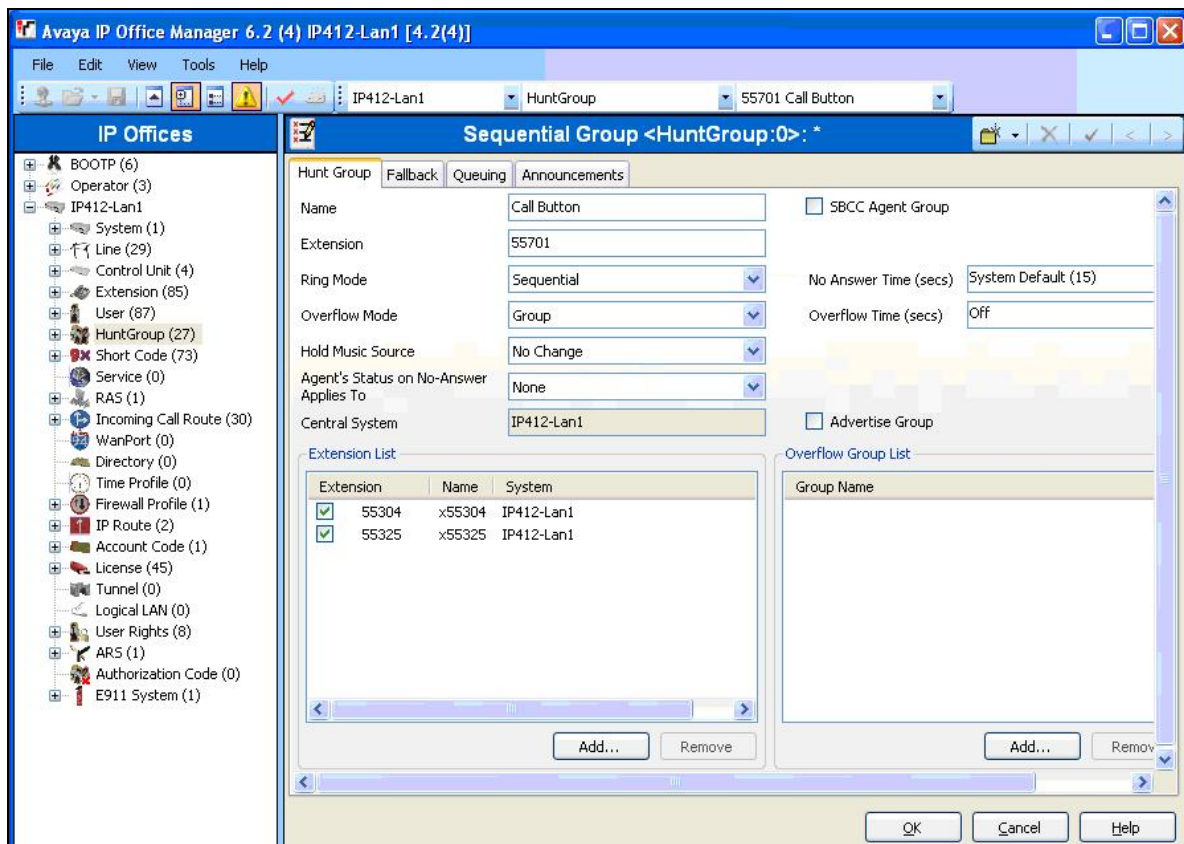 Avaya IP Office Manager 6.2 (4) IP412-Lan1 [4.2(4)]
File Edit View Tools Help
IP412-Lan1 HuntGroup 55701 Call Button
IP Offices
BOOTP (6)
Operator (3)
IP412-Lan1
System (1)
Line (29)
Control Unit (4)
Extension (85)
User (87)
HuntGroup (27)
Short Code (73)
Service (0)
RAS (1)
Incoming Call Route (30)
WanPort (0)
Directory (0)
Time Profile (0)
Firewall Profile (1)
IP Route (2)
Account Code (1)
License (45)
Tunnel (0)
Logical LAN (0)
User Rights (8)
ARS (1)
Authorization Code (0)
E911 System (1)
Sequential Group <HuntGroup:0>: *
Hunt Group Fallback Queuing Announcements
Name Call Button SBCC Agent Group
Extension 55701
Ring Mode Sequential No Answer Time (secs) System Default (15)
Overflow Mode Group Overflow Time (secs) Off
Hold Music Source No Change
Agent's Status on No-Answer
Applies To None
Central System IP412-Lan1 Advertise Group
Extension List
Extension Name System
55304 x55304 IP412-Lan1
55325 x55325 IP412-Lan1
Add... Remove
Overflow Group List
Group Name
Add... Remov
OK Cancel Help